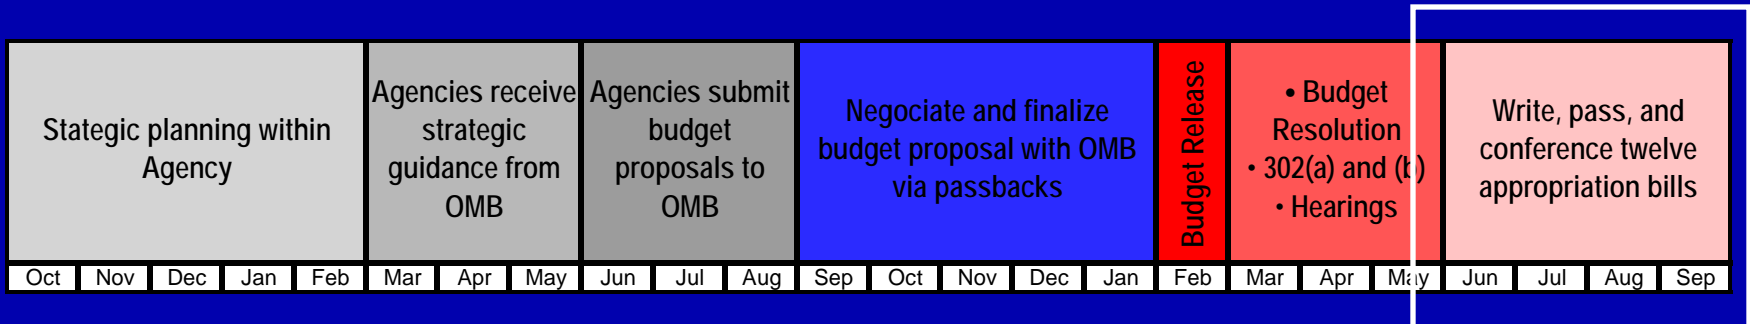 Stategic planning within
Agency
Agencies receive
strategic
guidance from
OMB
Agencies submit
budget
proposals to
OMB
Negociate and finalize
budget proposal with OMB
via passbacks
Budget Release
• Budget
Resolution
• 302(a) and (b)
• Hearings
Write, pass, and
conference twelve
appropriation bills
Oct Nov Dec Jan Feb Mar Apr May Jun Jul Aug Sep Oct Nov Dec Jan Feb Mar Apr May Jun Jul Aug Sep